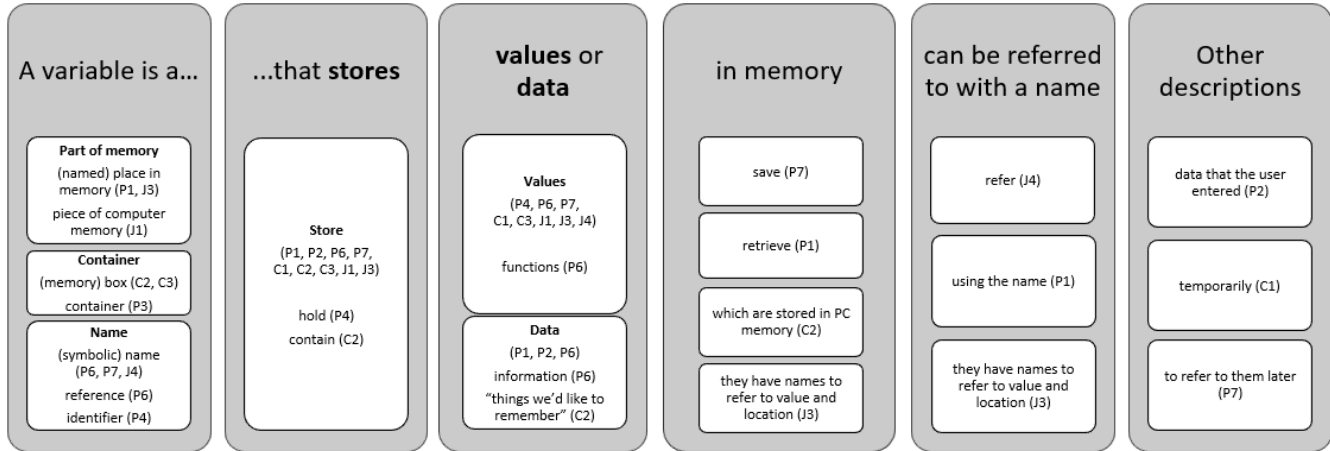 A variable is a...
Part of memory
(named) place in
memory (P1, J3)
piece of computer
memory (J1)
Container
(memory) box (C2, C3)
container (P3)
Name
(symbolic) name
(P6, P7, J4)
reference (P6)
identifier (P4)
...that stores
Store
(P1, P2, P6, P7,
C1, C2, C3, J1, J3)
hold (P4)
contain (C2)
values or
data
Values
(P4, P6, P7,
C1, C3, J1, J3, J4)
functions (P6)
Data
(P1, P2, P6)
information (P6)
“things we’d like to
remember” (C2)
in memory
save (P7)
retrieve (P1)
which are stored in PC
memory (C2)
they have names to
refer to value and
location (J3)
can be referred
to with a name
refer (J4)
using the name (P1)
they have names to
refer to value and
location (J3)
Other
descriptions
data that the user
entered (P2)
temporarily (C1)
to refer to them later
(P7)